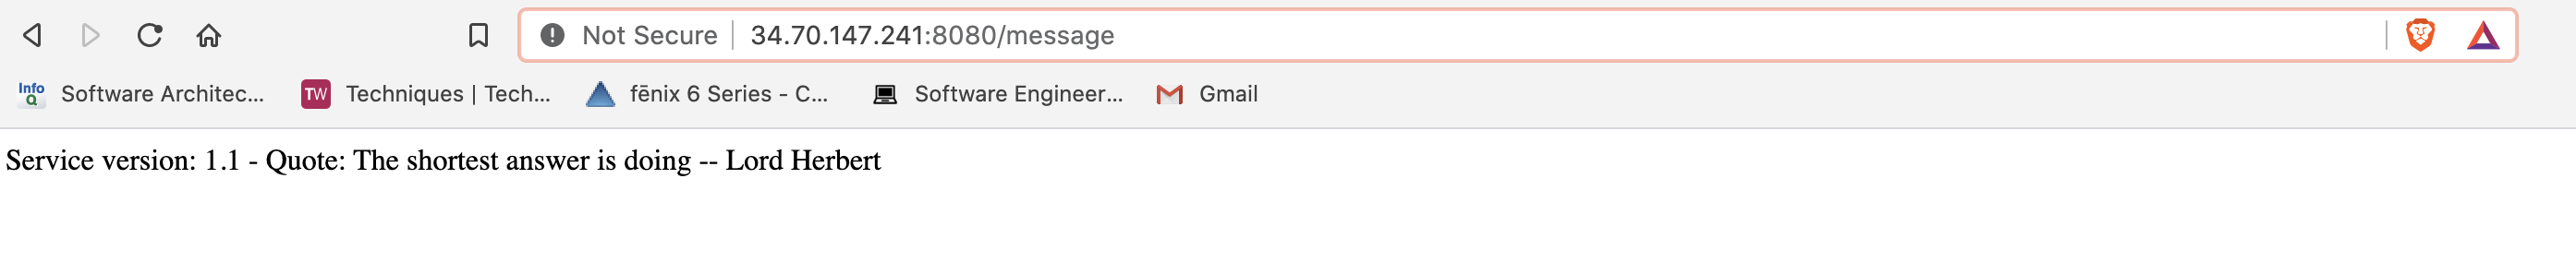 Not Secure 34.70.147.241:8080/message
Info Q Software Architec... TW Techniques | Tech... fēnix 6 Series - C... Software Engineer... Gmail
Service version: 1.1 - Quote: The shortest answer is doing -- Lord Herbert